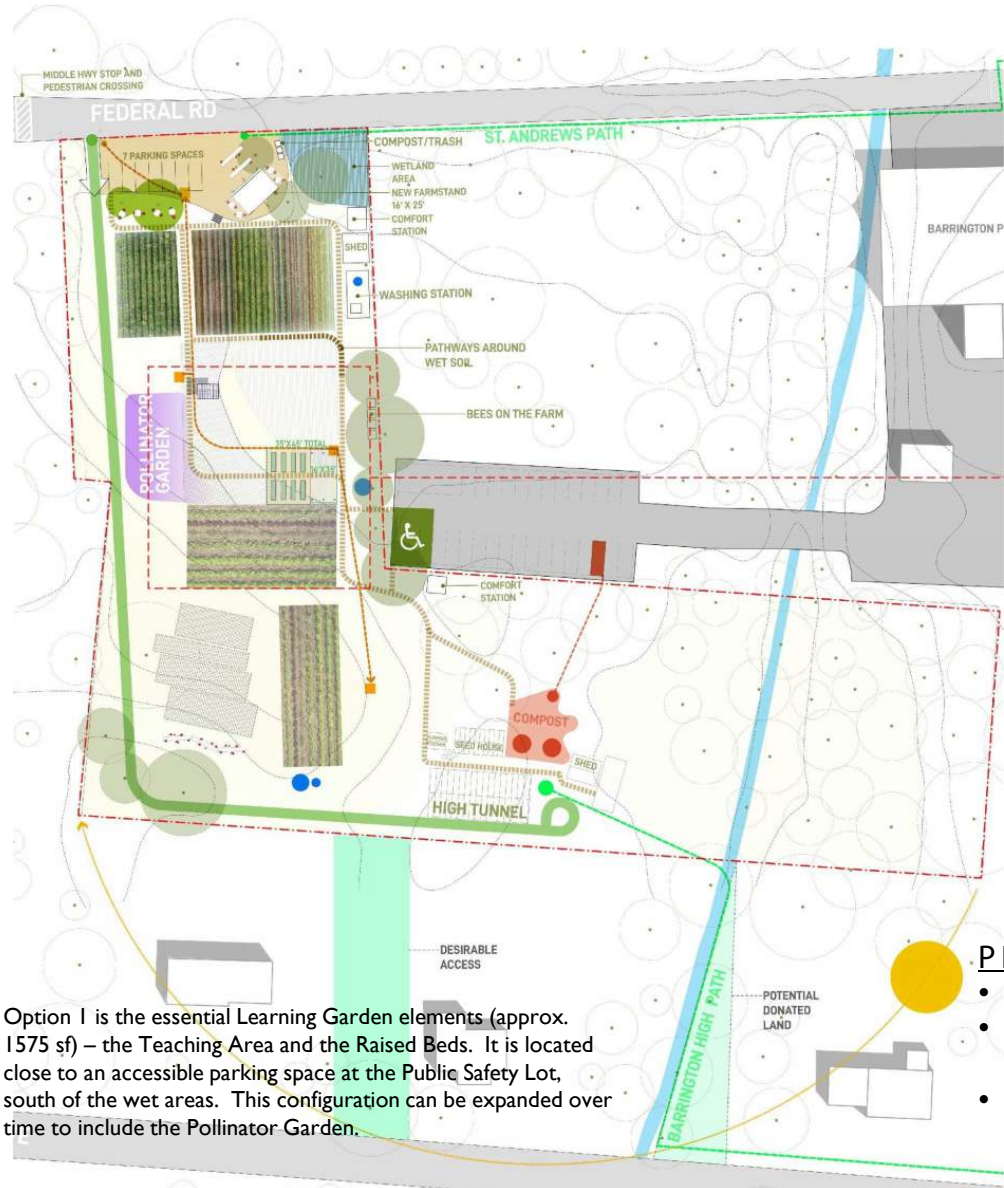 MIDDLE HWY STOP AND
PEDESTRIAN CROSSING
FEDERAL RD
ST. ANDREWS PATH
7 PARKING SPACES
COMPOST/TRASH
WETLAND
AREA
NEW FARMSTAND
16' X 25'
COMFORT
STATION
SHED
BARRINGTON P
WASHING STATION
PATHWAYS AROUND
WET SOIL
BEES ON THE FARM
POLLINATOR
GARDEN
35'X45' TOTAL
16'X35'
COMFORT
STATION
COMPOST
SEED HOUSE
SHED
HIGH TUNNEL
DESIRABLE
ACCESS
POTENTIAL
DONATED
LAND
BARRINGTON HIGH PATH
Option 1 is the essential Learning Garden elements (approx.
1575 sf) – the Teaching Area and the Raised Beds. It is located
close to an accessible parking space at the Public Safety Lot,
south of the wet areas. This configuration can be expanded over
time to include the Pollinator Garden.